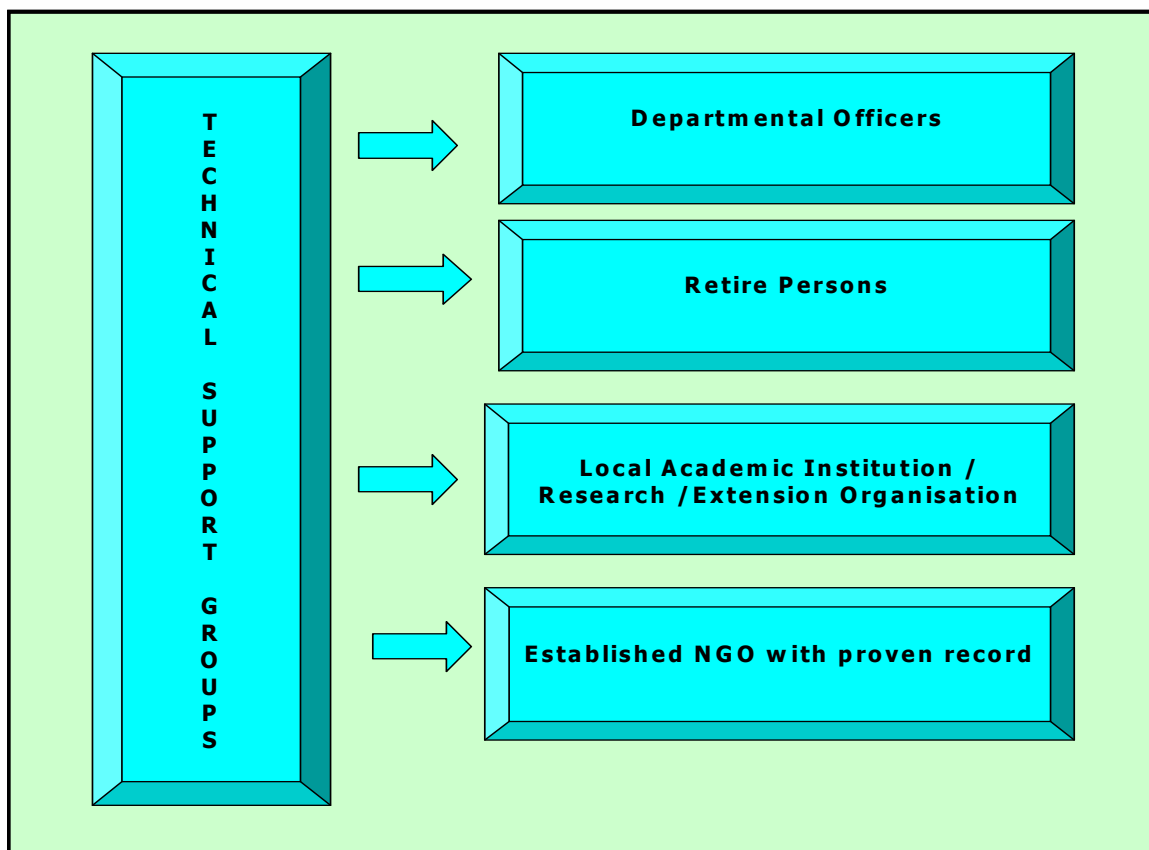 TECHNICAL SUPPORT GROUPS
Departmental Officers
Retire Persons
Local Academic Institution /
Research /Extension Organisation
Established NGO with proven record